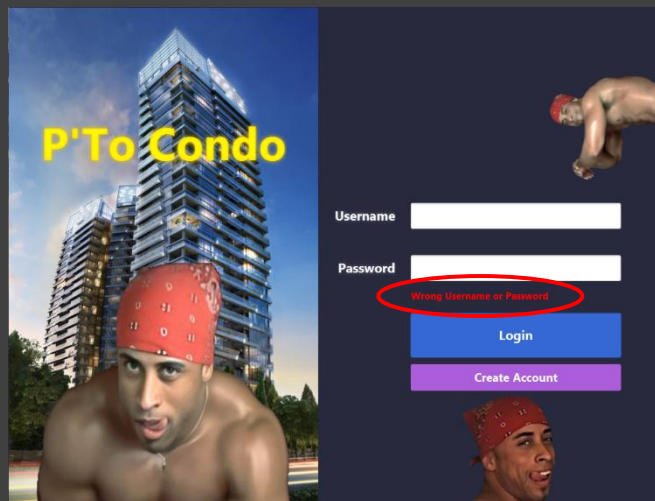 P'To Condo
Username
Password
Wrong Username or Password
Login
Create Account